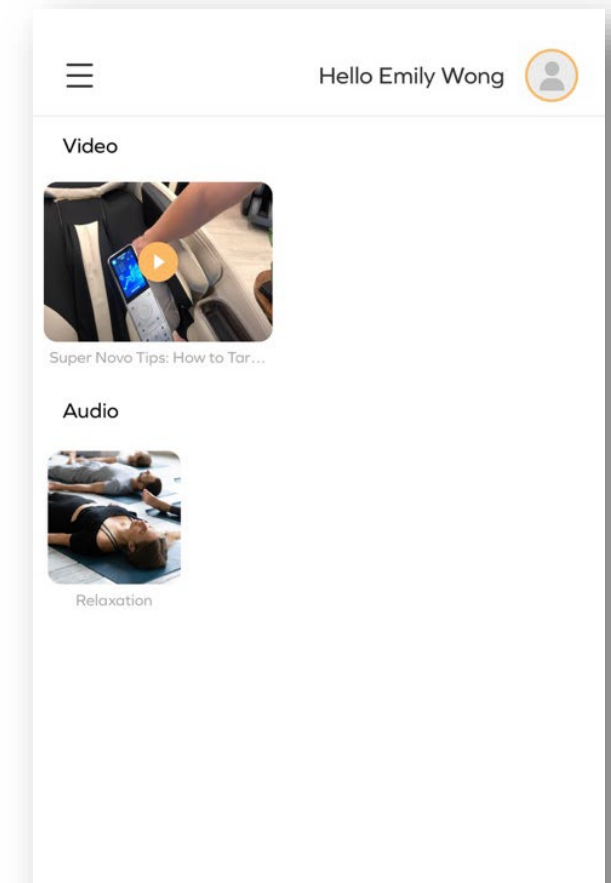 Hello Emily Wong
Video
Super Novo Tips: How to Tar...
Audio
Relaxation